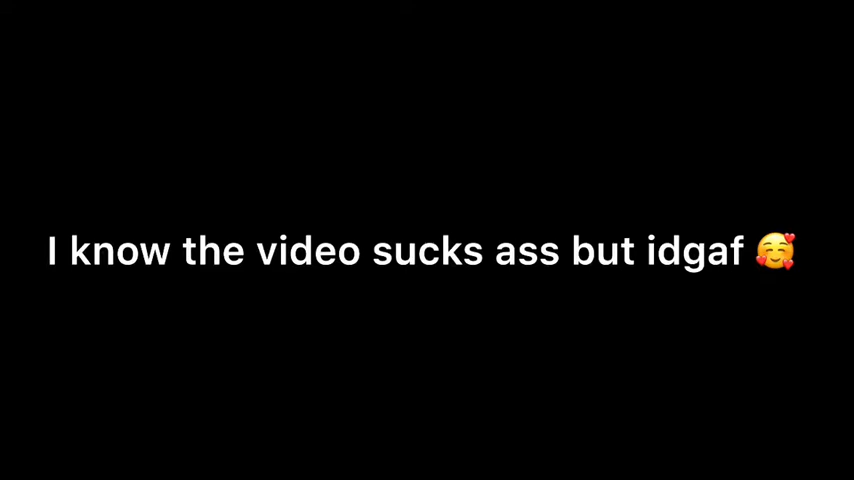 I know the video sucks ass but idgaf 🥰